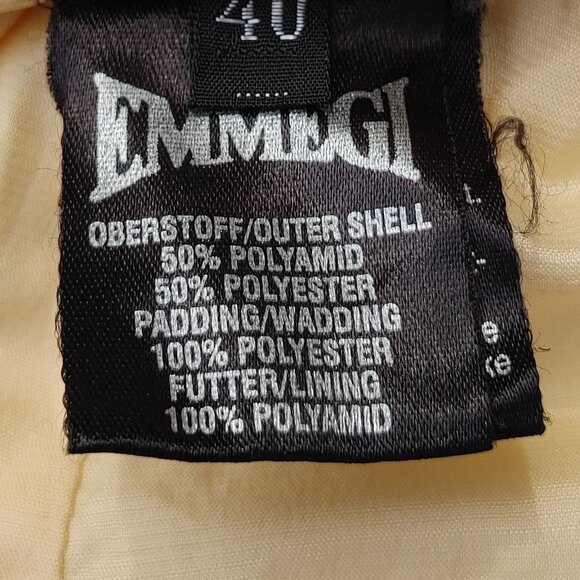 40
EMMEGI
OBERSTOFF/OUTER SHELL
50% POLYAMID
50% POLYESTER
PADDING/WADDING
100% POLYESTER
FUTTER/LINING
100% POLYAMID